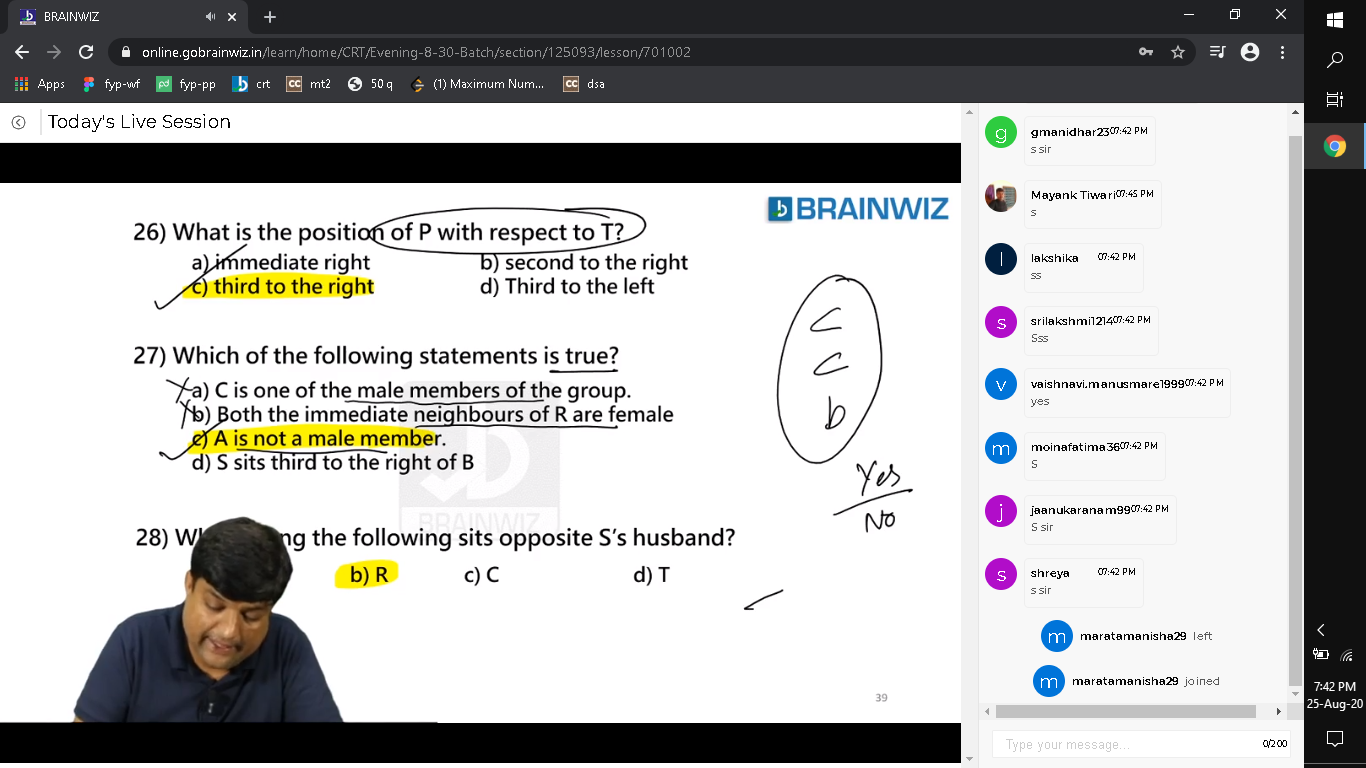 BRAINWIZ
online.gobrainwiz.in/learn/home/CRT/Evening-8-30-Batch/section/125093/lesson/701002
Apps fyp-wf fyp-pp crt CC mt2 50 q (1) Maximum Num... CC dsa
Today's Live Session
BRAINWIZ
26) What is the position of P with respect to T?
a) immediate right b) second to the right
c) third to the right d) Third to the left
27) Which of the following statements is true?
a) C is one of the male members of the group.
b) Both the immediate neighbours of R are female
c) A is not a male member.
d) S sits third to the right of B
BRAINWIZ
28) ng the following sits opposite S's husband?
b) R c) C d) T
C
C
b
Yes
No
39
g gmanidhar23 07:42 PM
s sir
Mayank Tiwari 07:45 PM
s
l lakshika 07:42 PM
ss
s srilakshmi1214 07:42 PM
Sss
v vaishnavi.manusmare1999 07:42 PM
yes
m moinafatima36 07:42 PM
S
j jaanukaranam99 07:42 PM
S sir
s shreya 07:42 PM
s sir
m maratamanisha29 left
m maratamanisha29 joined
Type your message... 0/200
7:42 PM
25-Aug-20